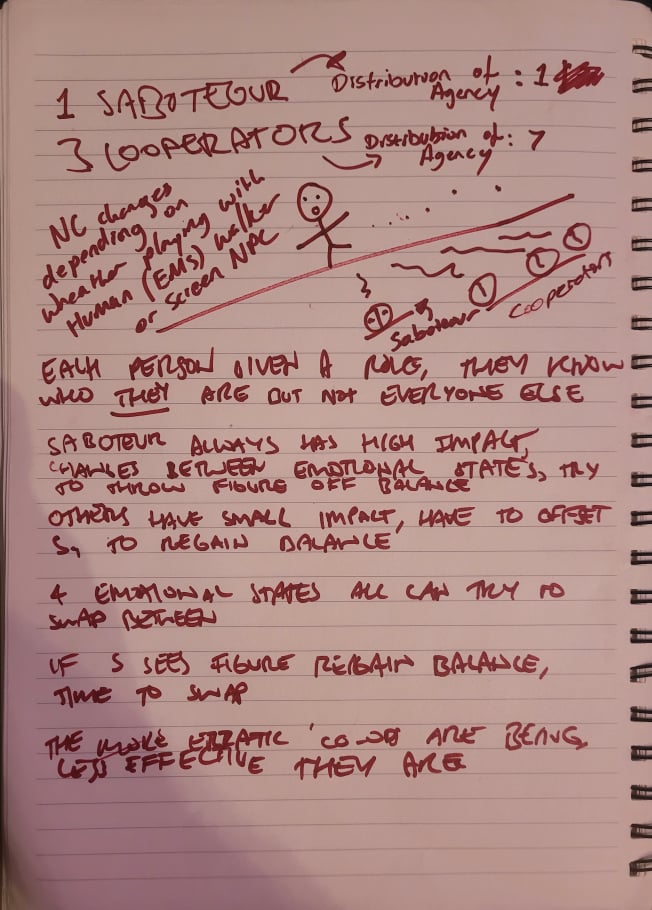 1 SABOTEUR → Distribution of Agency : 1
3 COOPERATORS → Distribution of Agency : 7
NC changes
depending on
wheather playing with
Human (EMS) walker
or screen NPC
Saboteur
Cooperators
EACH PERSON GIVEN A ROLE, THEY KNOW
WHO THEY ARE BUT NOT EVERYONE ELSE
SABOTEUR ALWAYS HAS HIGH IMPACT,
CHANGES BETWEEN EMOTIONAL STATES, TRY
TO THROW FIGURE OFF BALANCE
OTHERS HAVE SMALL IMPACT, HAVE TO OFFSET
S, TO REGAIN BALANCE
4 EMOTIONAL STATES ALL CAN TRY TO
SWAP BETWEEN
IF S SEES FIGURE REGAIN BALANCE,
TIME TO SWAP
THE MORE ERRATIC 'CO-OP ARE BEING,
LESS EFFECTIVE THEY ARE